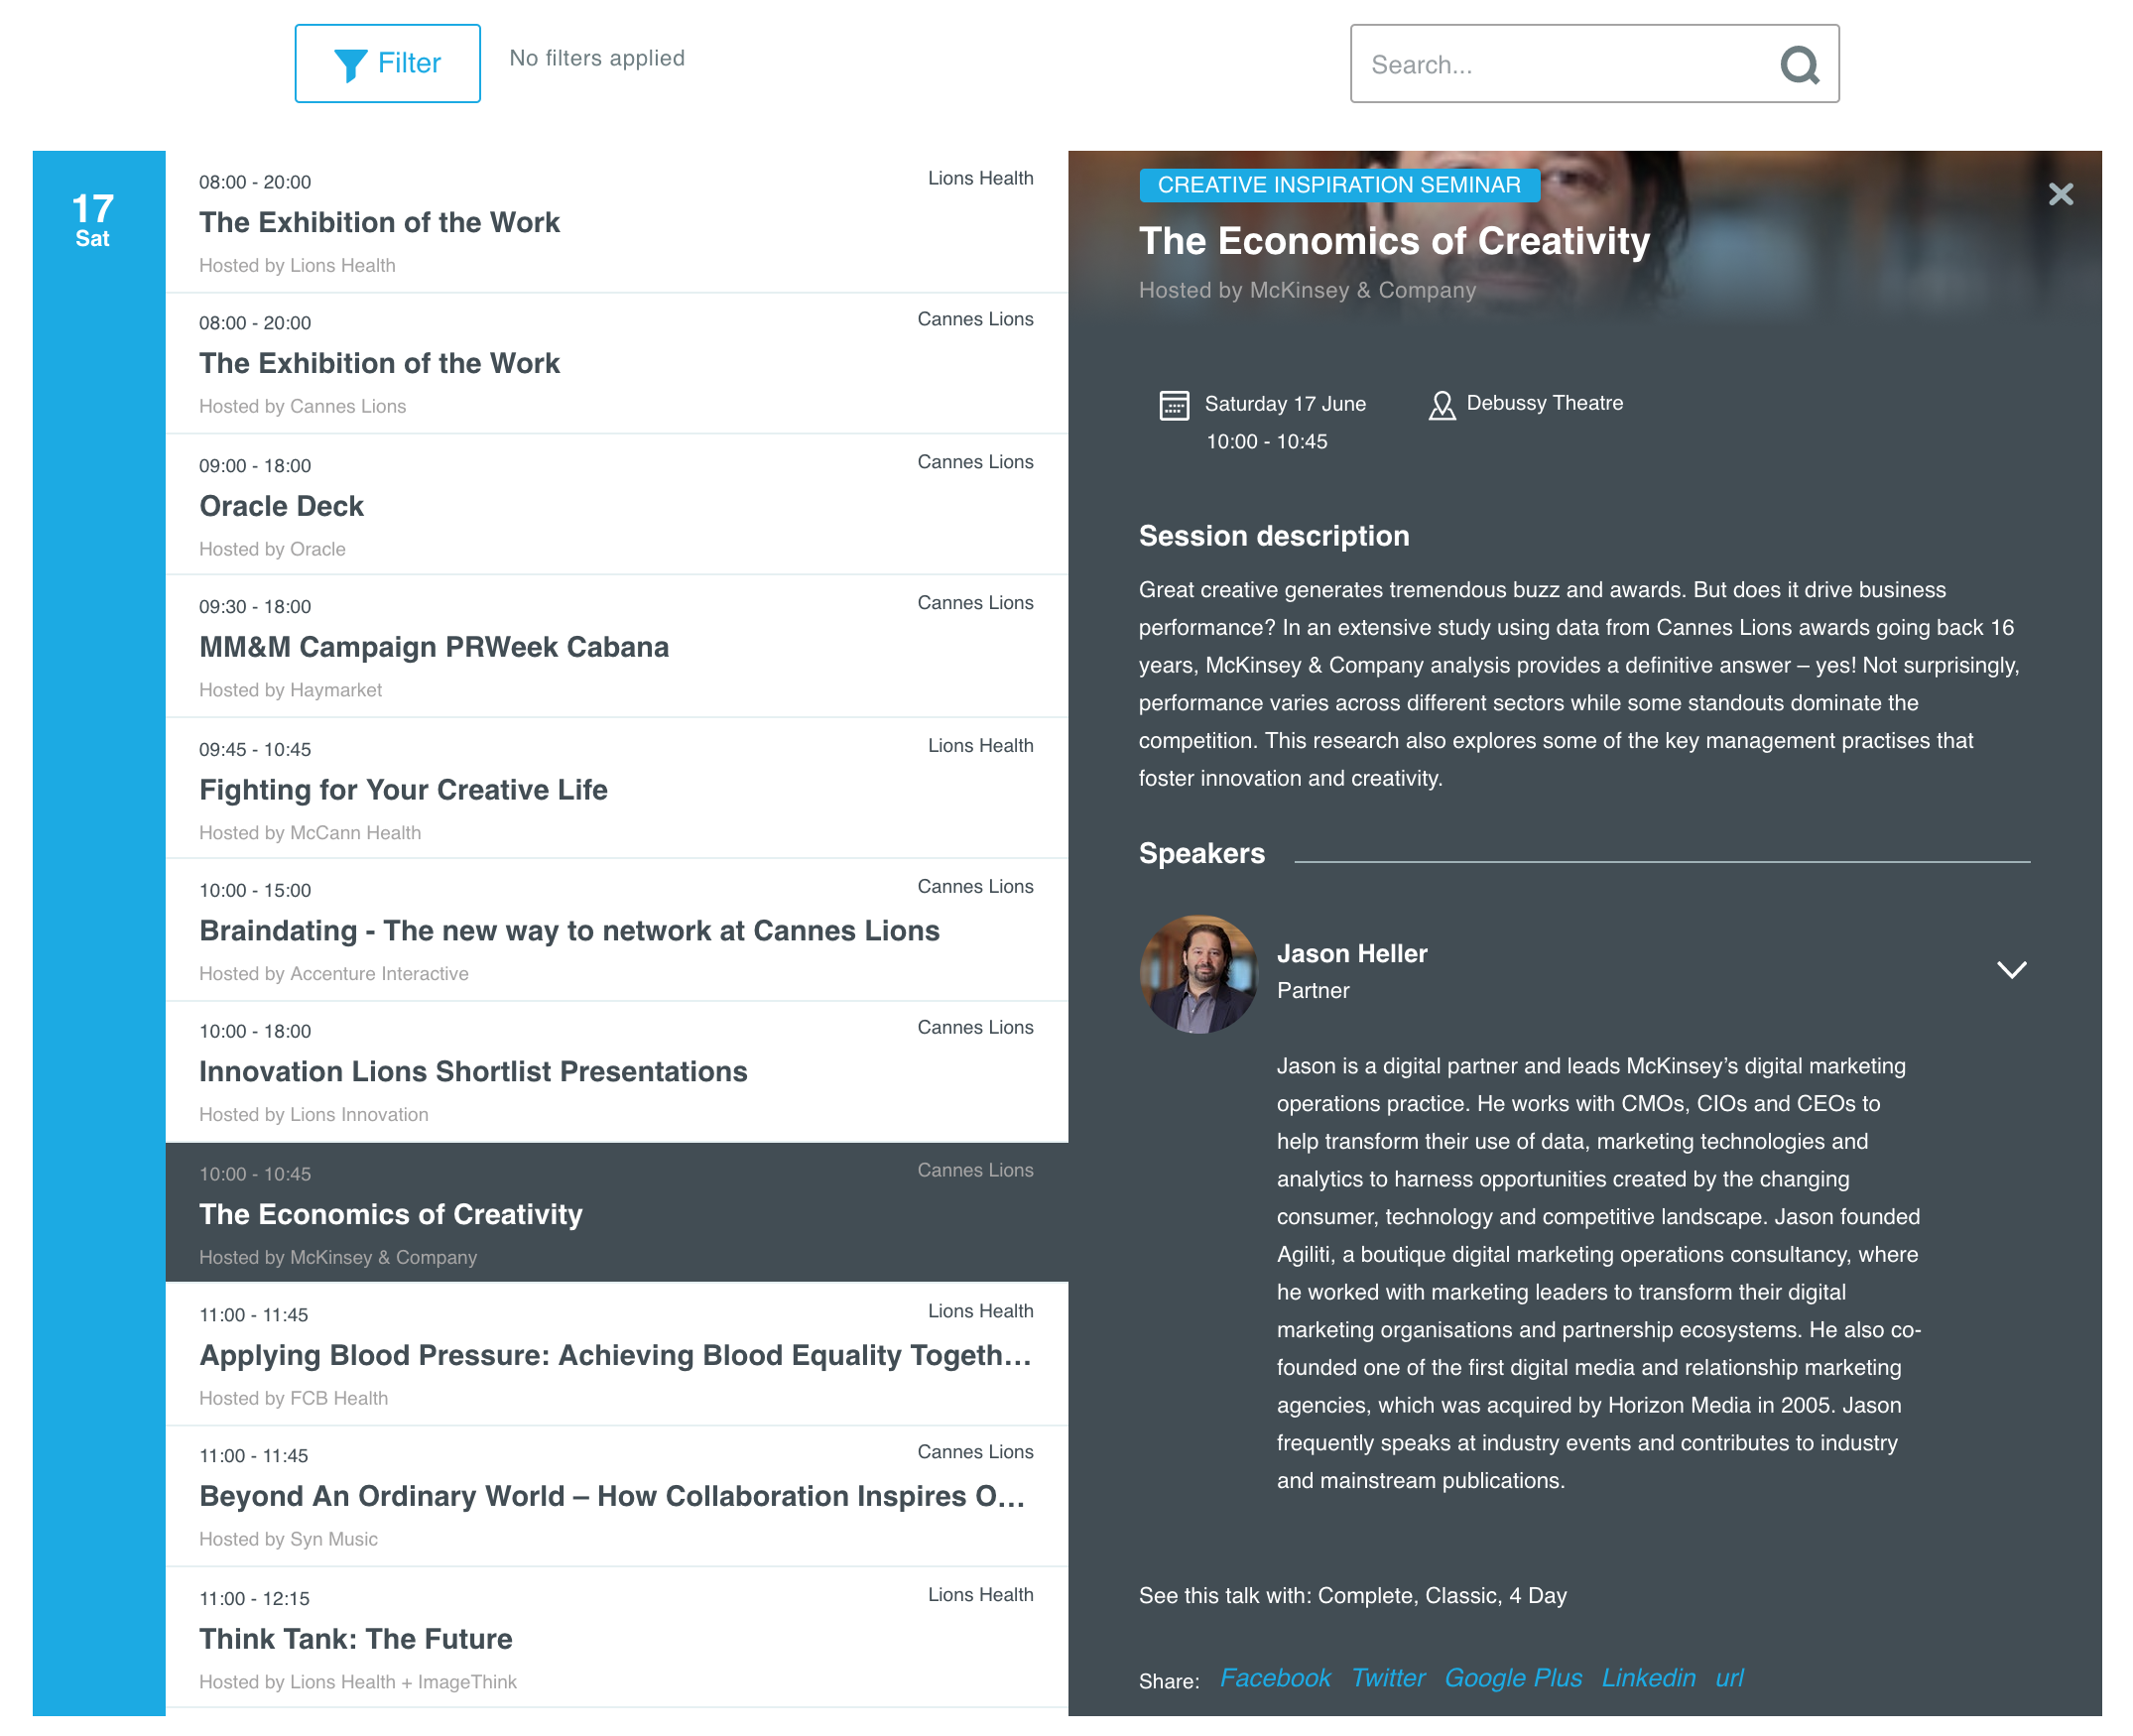 Filter
No filters applied
Search...
17
Sat
08:00 - 20:00
Lions Health
The Exhibition of the Work
Hosted by Lions Health
08:00 - 20:00
Cannes Lions
The Exhibition of the Work
Hosted by Cannes Lions
09:00 - 18:00
Cannes Lions
Oracle Deck
Hosted by Oracle
09:30 - 18:00
Cannes Lions
MM&M Campaign PRWeek Cabana
Hosted by Haymarket
09:45 - 10:45
Lions Health
Fighting for Your Creative Life
Hosted by McCann Health
10:00 - 15:00
Cannes Lions
Braindating - The new way to network at Cannes Lions
Hosted by Accenture Interactive
10:00 - 18:00
Cannes Lions
Innovation Lions Shortlist Presentations
Hosted by Lions Innovation
10:00 - 10:45
Cannes Lions
The Economics of Creativity
Hosted by McKinsey & Company
11:00 - 11:45
Lions Health
Applying Blood Pressure: Achieving Blood Equality Togeth...
Hosted by FCB Health
11:00 - 11:45
Cannes Lions
Beyond An Ordinary World – How Collaboration Inspires O...
Hosted by Syn Music
11:00 - 12:15
Lions Health
Think Tank: The Future
Hosted by Lions Health + ImageThink
CREATIVE INSPIRATION SEMINAR
The Economics of Creativity
Hosted by McKinsey & Company
Saturday 17 June
10:00 - 10:45
Debussy Theatre
Session description
Great creative generates tremendous buzz and awards. But does it drive business
performance? In an extensive study using data from Cannes Lions awards going back 16
years, McKinsey & Company analysis provides a definitive answer – yes! Not surprisingly,
performance varies across different sectors while some standouts dominate the
competition. This research also explores some of the key management practises that
foster innovation and creativity.
Speakers
Jason Heller
Partner
Jason is a digital partner and leads McKinsey’s digital marketing
operations practice. He works with CMOs, CIOs and CEOs to
help transform their use of data, marketing technologies and
analytics to harness opportunities created by the changing
consumer, technology and competitive landscape. Jason founded
Agiliti, a boutique digital marketing operations consultancy, where
he worked with marketing leaders to transform their digital
marketing organisations and partnership ecosystems. He also co-
founded one of the first digital media and relationship marketing
agencies, which was acquired by Horizon Media in 2005. Jason
frequently speaks at industry events and contributes to industry
and mainstream publications.
See this talk with: Complete, Classic, 4 Day
Share: Facebook Twitter Google Plus Linkedin url